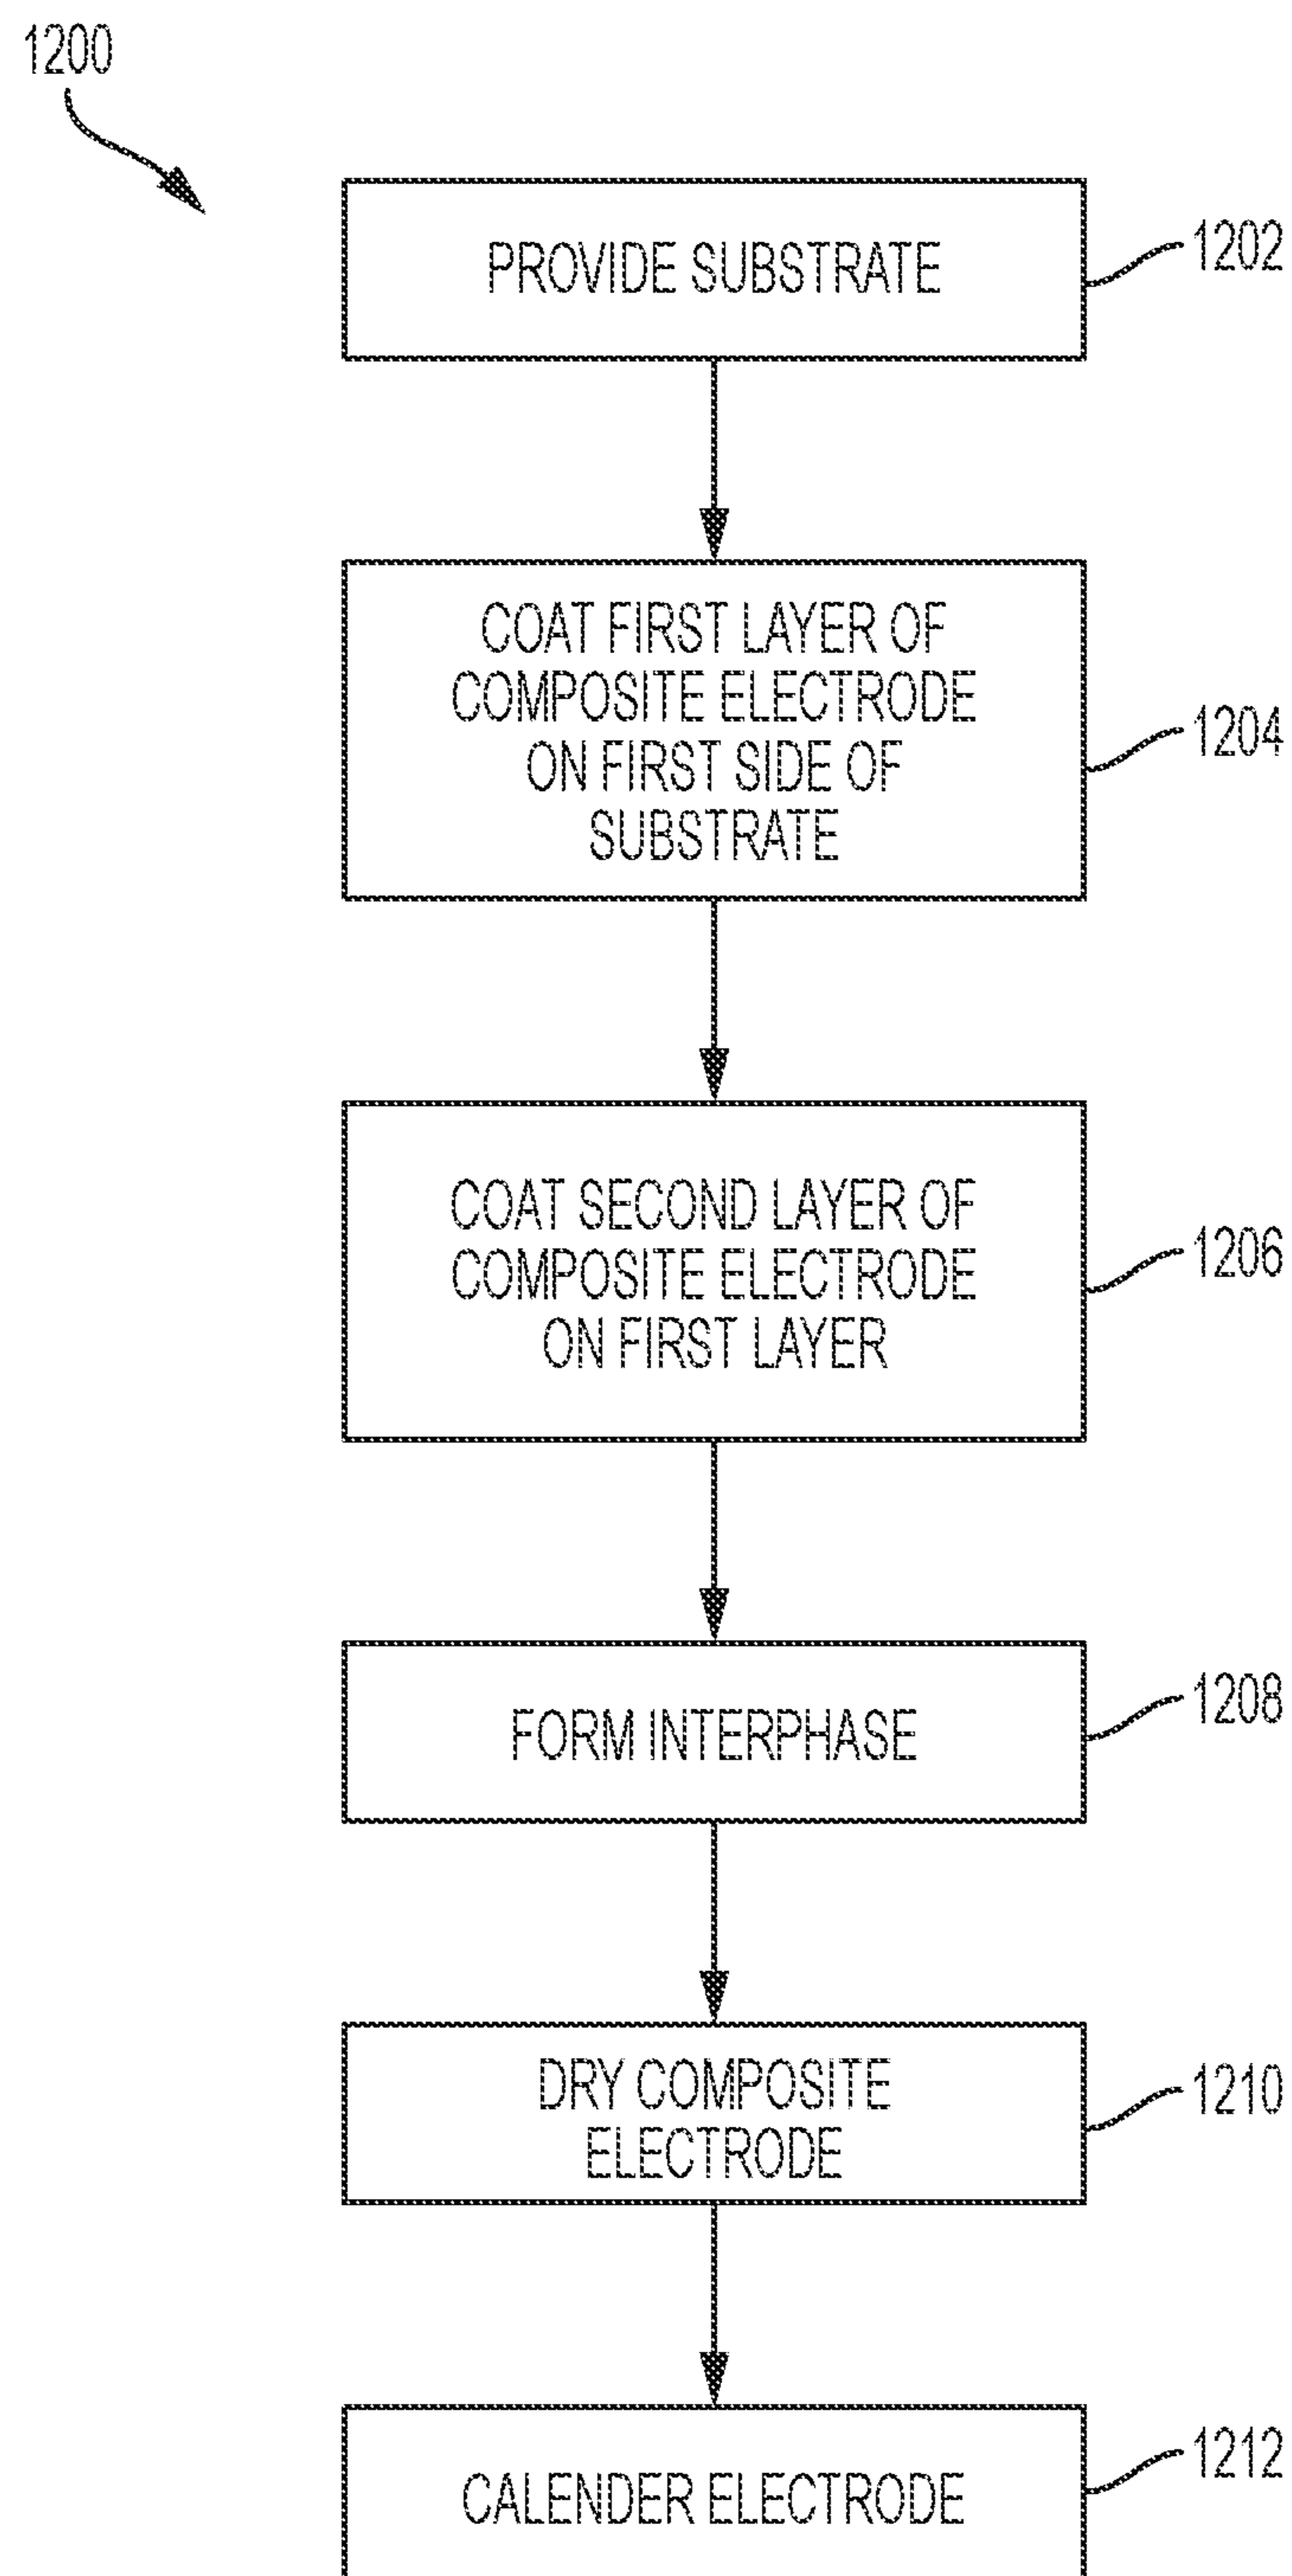 1200
PROVIDE SUBSTRATE
1202
COAT FIRST LAYER OF
COMPOSITE ELECTRODE
ON FIRST SIDE OF
SUBSTRATE
1204
COAT SECOND LAYER OF
COMPOSITE ELECTRODE
ON FIRST LAYER
1206
FORM INTERPHASE
1208
DRY COMPOSITE
ELECTRODE
1210
CALENDER ELECTRODE
1212